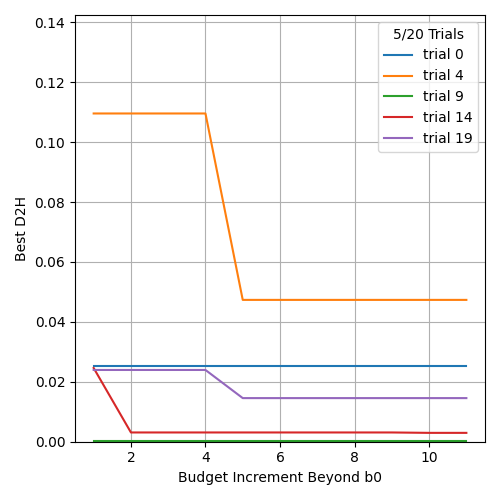 0.14
0.12
0.10
0.08
0.06
0.04
0.02
0.00
Best D2H
5/20 Trials
trial 0
trial 4
trial 9
trial 14
trial 19
2
4
6
8
10
Budget Increment Beyond b0